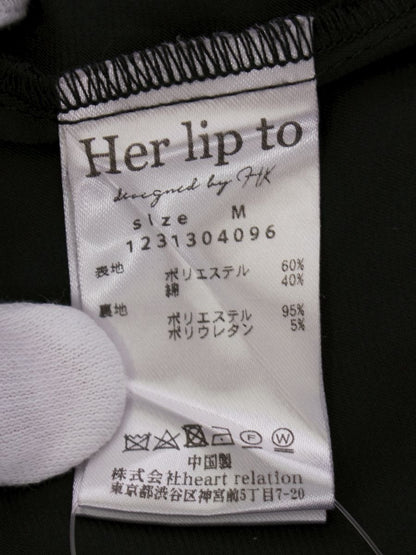 Her lip to
designed by HK
size M
1231304096
表地 ポリエステル 60%
綿 40%
裏地 ポリエステル 95%
ポリウレタン 5%
中国製
株式会社heart relation
東京都渋谷区神宮前5丁目7-20